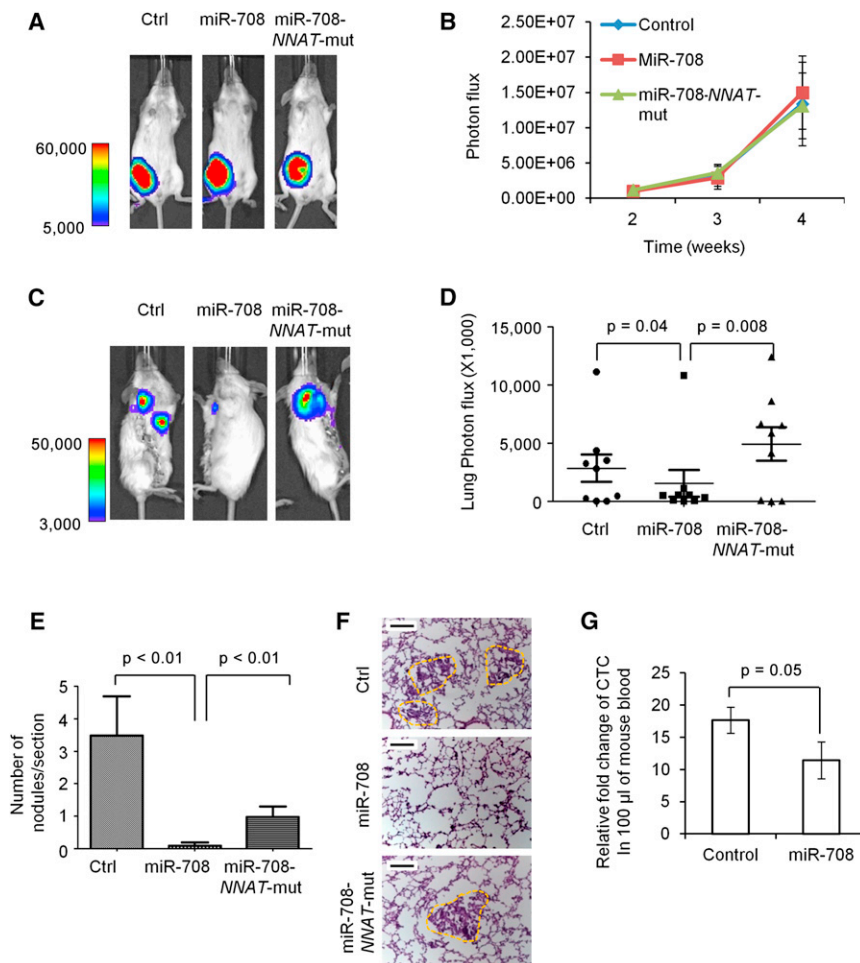 A
Ctrl
miR-708
miR-708-
NNAT-mut
60,000
5,000
B
Photon flux
2.50E+07
2.00E+07
1.50E+07
1.00E+07
5.00E+06
0.00E+00
2
3
4
Time (weeks)
Control
MiR-708
miR-708-NNAT-
mut
C
Ctrl
miR-708
miR-708-
NNAT-mut
50,000
3,000
D
Lung Photon flux (X1,000)
15,000
10,000
5,000
0
p = 0.04
p = 0.008
Ctrl
miR-708
miR-708-
NNAT-mut
E
Number of
nodules/section
5
4
3
2
1
0
p < 0.01
p < 0.01
Ctrl
miR-708
miR-708-
NNAT-mut
F
Ctrl
miR-708
miR-708-
NNAT-mut
G
Relative fold change of CTC
In 100 µl of mouse blood
25
20
15
10
5
0
p = 0.05
Control
miR-708